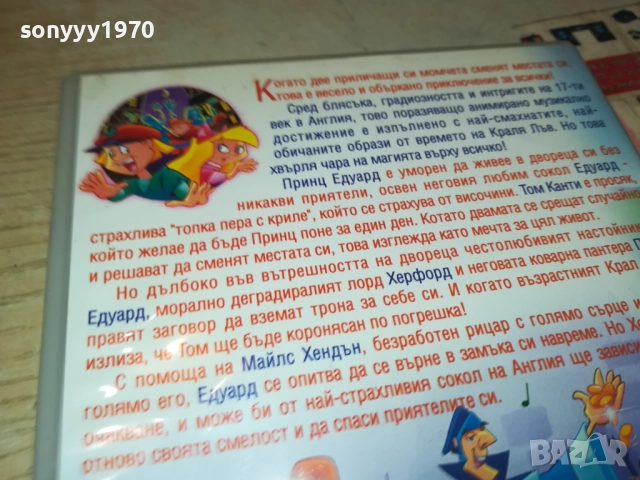 sonyyy1970
Когато две приличащи си момчета сменят местата си,
това е весело и объркано приключение за всички!
Сред блясъка, градиозността и интригите на 17-ти
век в Англия, тово поразяващо анимирано музикално
достижение е изпълнено с най-смахнатите, най-
обичаните образи от времето на Краля Лъв. Но това
хвърля чара на магията върху всичко!
Принц Едуард е уморен да живее в двореца си без
никакви приятели, освен неговия любим сокол Едуард -
страхлива "топка пера с криле", който се страхува от височини. Том Канти е просяк,
който желае да бъде Принц поне за един ден. Когато двамата се срещат случайно
и решават да сменят местата си, това изглежда като мечта за цял живот.
Но дълбоко във вътрешността на двореца честолюбивият настойник
Едуард, морално деградиралият лорд Херфорд и неговата коварна пантера
правят заговор да вземат трона за себе си. И когато възрастният Крал
излиза, че Том ще бъде коронясан по погрешка!
С помоща на Майлс Хендън, безработен рицар с голямо сърце
голямо его, Едуард се опитва да се върне в замъка си навреме. Но
очакване, и може би от най-страхливия сокол на Англия ще зависи
отново своята смелост и да спаси приятелите си.
BAZAR